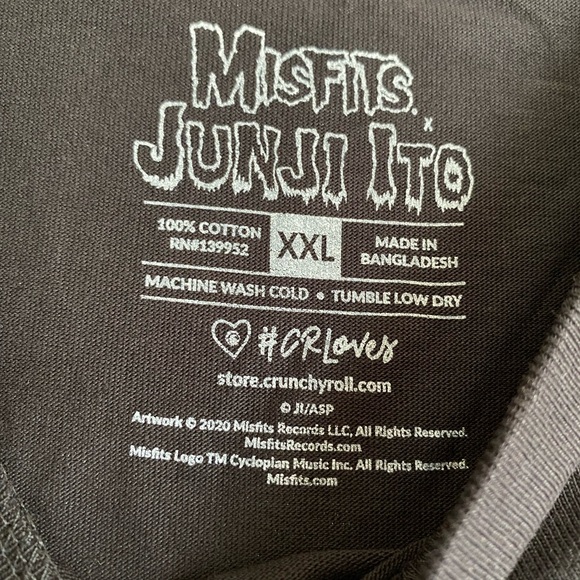 MISFITS.
x
JUNJI ITO
100% COTTON
RN#139952
XXL
MADE IN
BANGLADESH
MACHINE WASH COLD • TUMBLE LOW DRY
#CRLoves
store.crunchyroll.com
© JI/ASP
Artwork © 2020 Misfits Records LLC, All Rights Reserved.
MisfitsRecords.com
Misfits Logo TM Cyclopian Music Inc. All Rights Reserved.
Misfits.com